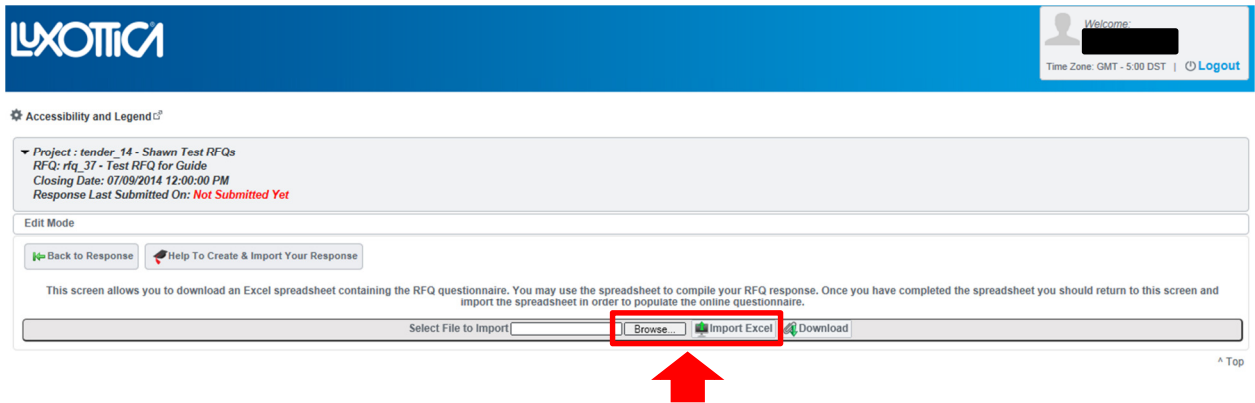 LUXOTTICA
Welcome:
Time Zone: GMT - 5:00 DST | Logout
Accessibility and Legend
Project : tender_14 - Shawn Test RFQs
RFQ: rfq_37 - Test RFQ for Guide
Closing Date: 07/09/2014 12:00:00 PM
Response Last Submitted On: Not Submitted Yet
Edit Mode
Back to Response Help To Create & Import Your Response
This screen allows you to download an Excel spreadsheet containing the RFQ questionnaire. You may use the spreadsheet to compile your RFQ response. Once you have completed the spreadsheet you should return to this screen and
import the spreadsheet in order to populate the online questionnaire.
Select File to Import Browse... Import Excel Download
^ Top